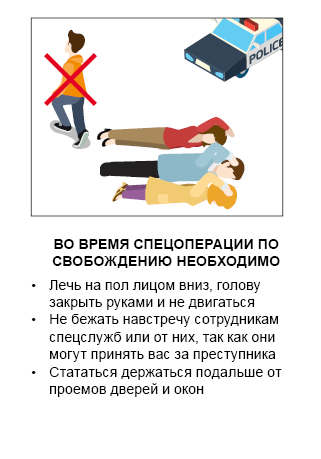 POLICE
ВО ВРЕМЯ СПЕЦОПЕРАЦИИ ПО
СВОБОЖДЕНИЮ НЕОБХОДИМО
• Лечь на пол лицом вниз, голову
закрыть руками и не двигаться
• Не бежать навстречу сотрудникам
спецслужб или от них, так как они
могут принять вас за преступника
• Стататься держаться подальше от
проемов дверей и окон